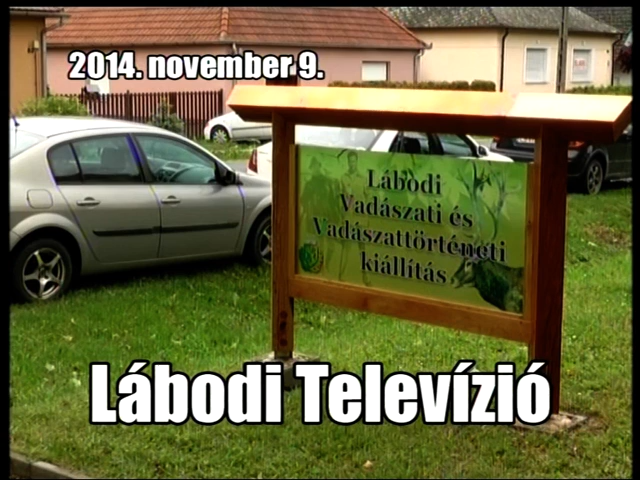 2014. november 9.
Lábodi
Vadászati és
Vadászattörténeti
kiállítás
Lábodi Televízió